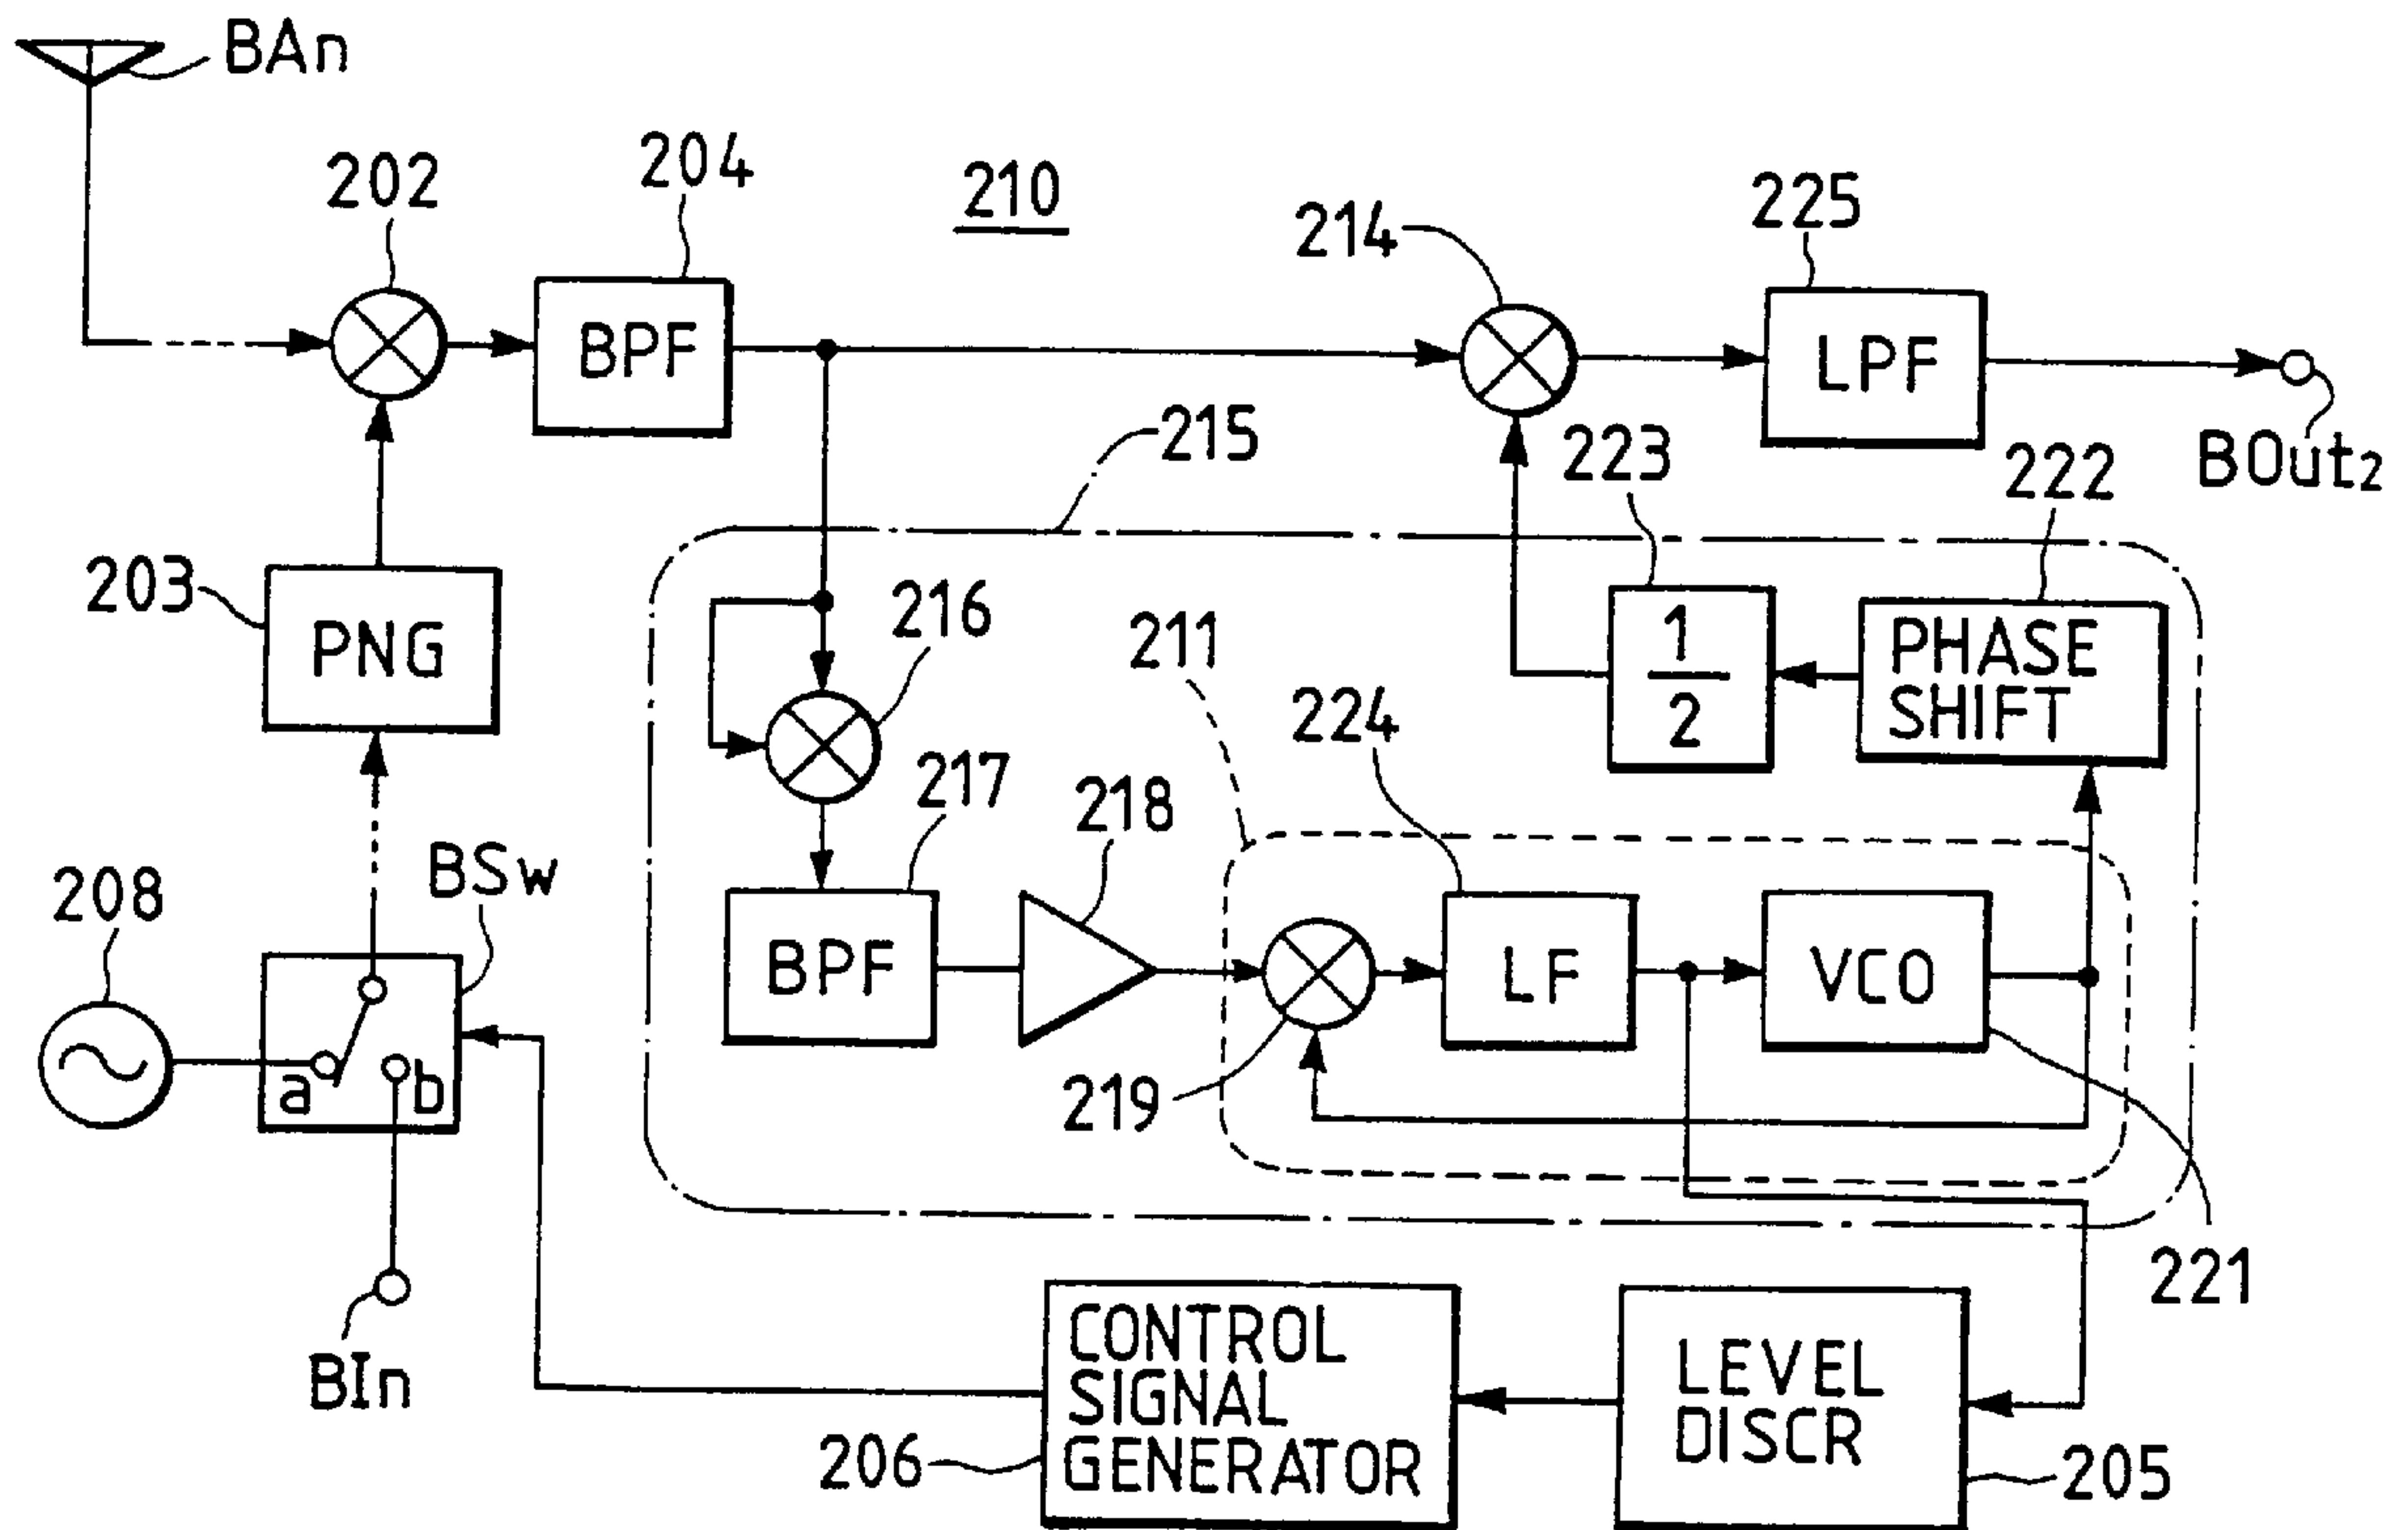 BAn
202
204
210
214
225
BPF
LPF
BOut2
215
223
222
203
PNG
216
211
1
2
PHASE
SHIFT
224
217
218
208
BSw
BPF
LF
VCO
a
b
219
221
BIn
CONTROL
SIGNAL
GENERATOR
LEVEL
DISCR
206
205